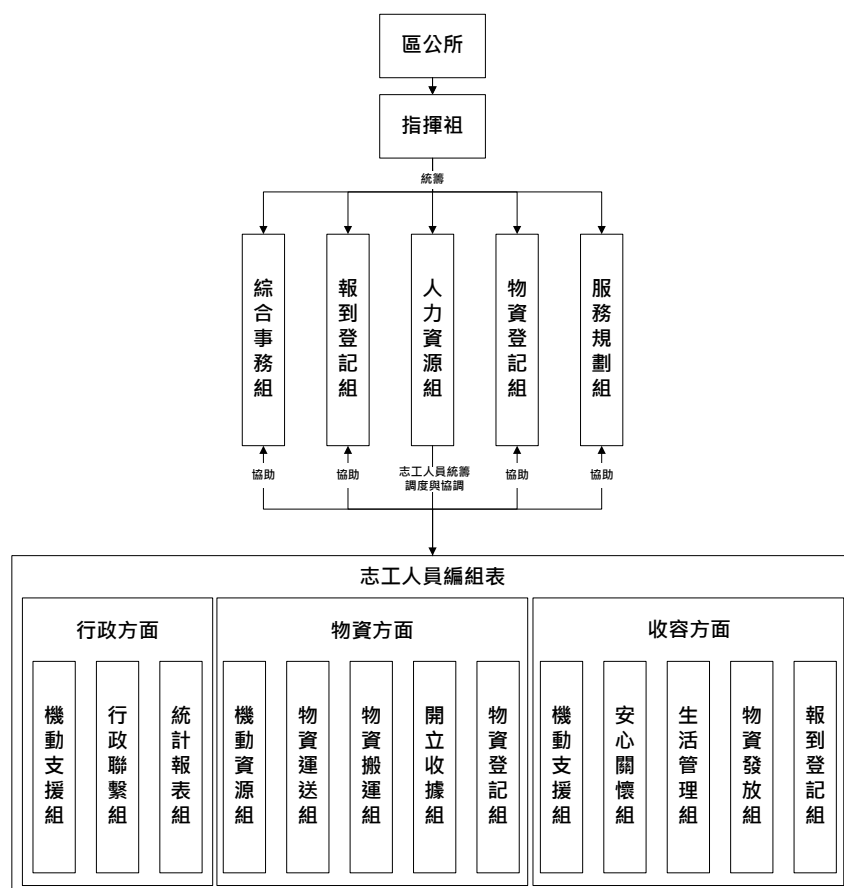 區公所
指揮祖
統籌
綜合事務組
報到登記組
人力資源組
物資登記組
服務規劃組
協助
協助
志工人員統籌
調度與協調
協助
協助
志工人員編組表
行政方面
物資方面
收容方面
機動支援組
行政聯繫組
統計報表組
機動資源組
物資運送組
物資搬運組
開立收據組
物資登記組
機動支援組
安心關懷組
生活管理組
物資發放組
報到登記組